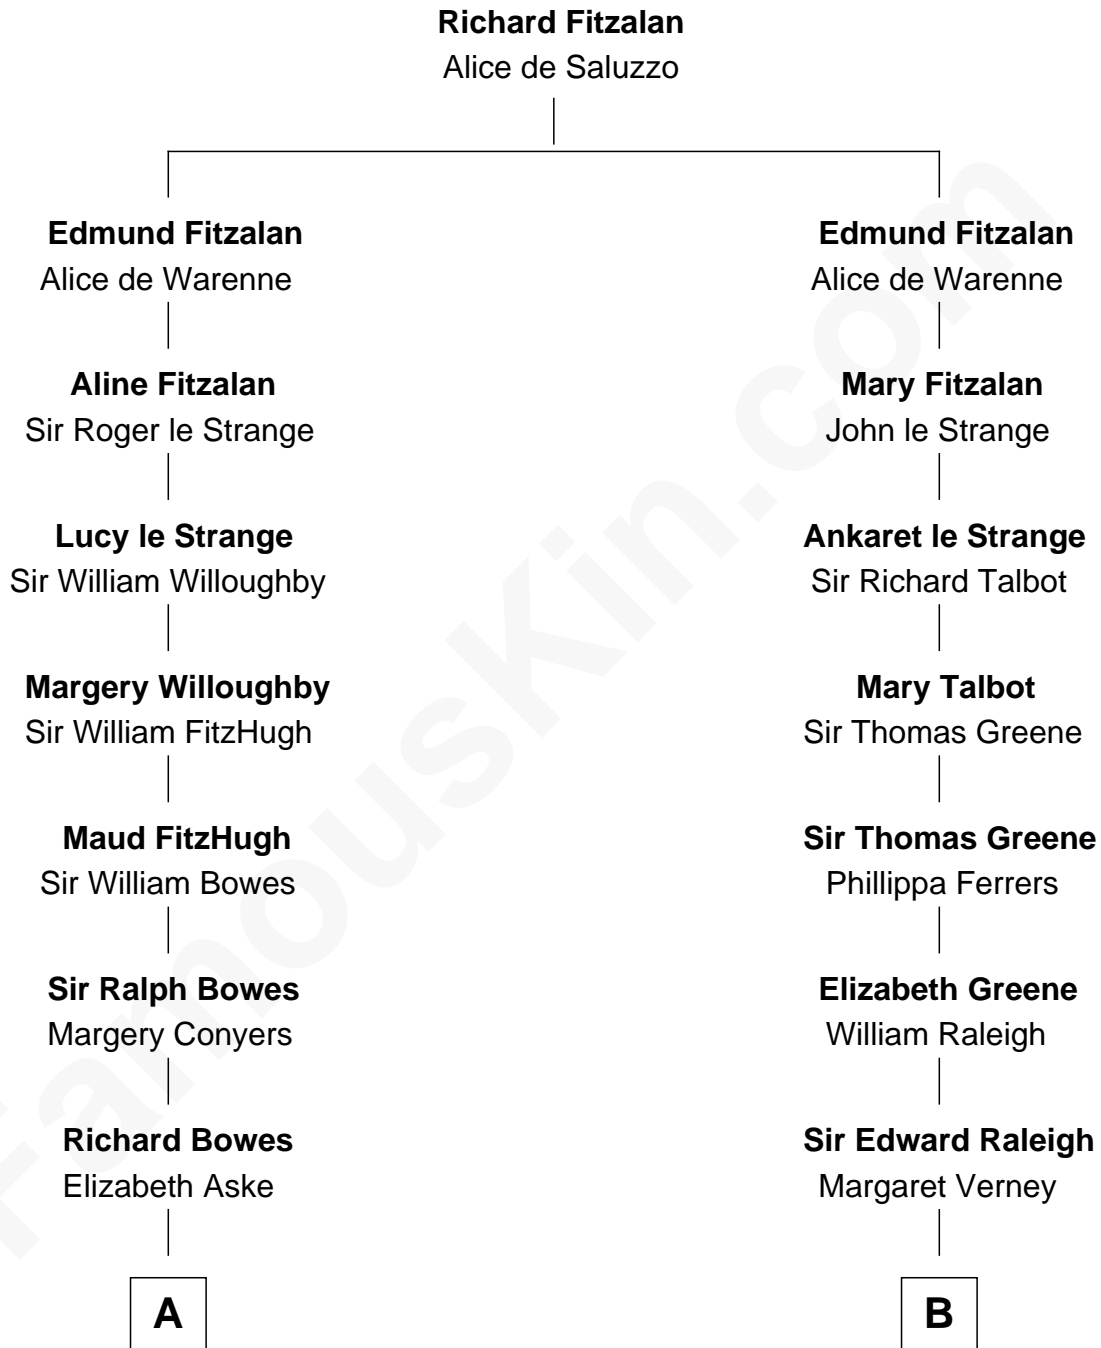 Richard Fitzalan
Alice de Saluzzo
Edmund Fitzalan
Alice de Warenne
Edmund Fitzalan
Alice de Warenne
Aline Fitzalan
Sir Roger le Strange
Mary Fitzalan
John le Strange
Lucy le Strange
Sir William Willoughby
Ankaret le Strange
Sir Richard Talbot
Margery Willoughby
Sir William FitzHugh
Mary Talbot
Sir Thomas Greene
Maud FitzHugh
Sir William Bowes
Sir Thomas Greene
Phillippa Ferrers
Sir Ralph Bowes
Margery Conyers
Elizabeth Greene
William Raleigh
Richard Bowes
Elizabeth Aske
Sir Edward Raleigh
Margaret Verney
A
B
FamousKin.com